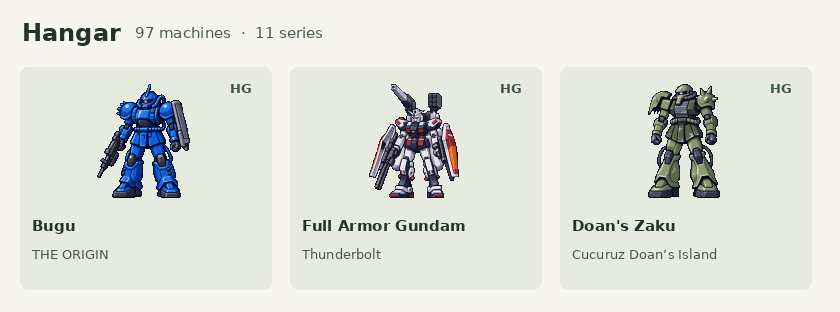 Hangar 97 machines · 11 series
HG
HG
HG
Bugu
Full Armor Gundam
Doan's Zaku
THE ORIGIN
Thunderbolt
Cucuruz Doan’s Island